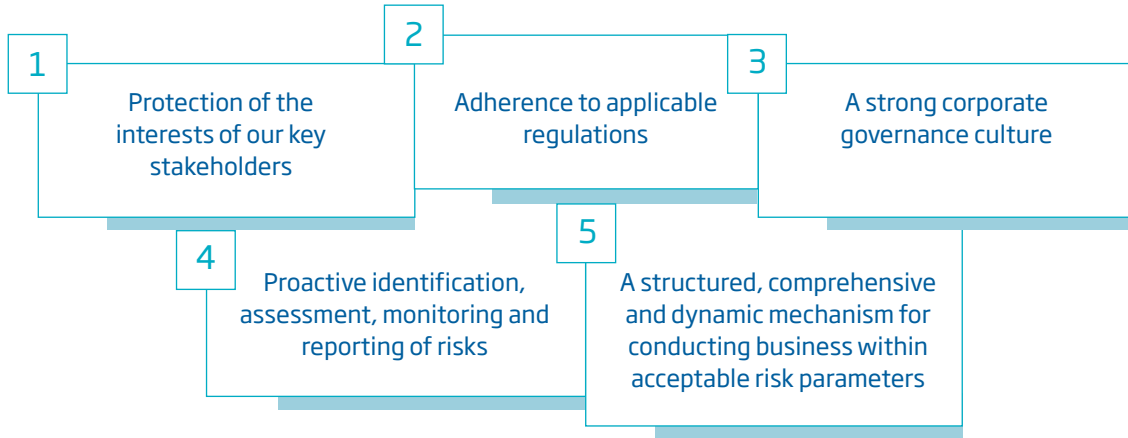 1
Protection of the
interests of our key
stakeholders
2
Adherence to applicable
regulations
3
A strong corporate
governance culture
4
Proactive identification,
assessment, monitoring and
reporting of risks
5
A structured, comprehensive
and dynamic mechanism for
conducting business within
acceptable risk parameters